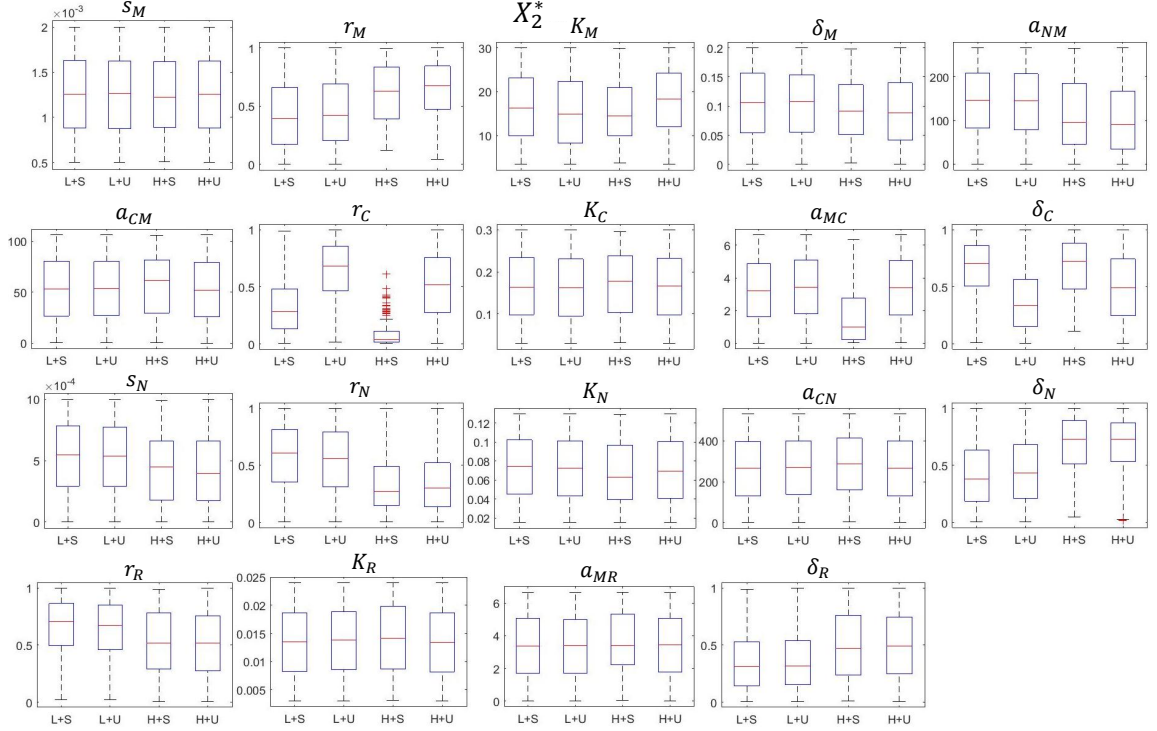 X₂*
s_M r_M K_M δ_M a_NM
×10⁻³
2 1.5 1 0.5
L+S L+U H+S H+U
1 0.5 0
L+S L+U H+S H+U
30 20 10
L+S L+U H+S H+U
0.2 0.15 0.1 0.05 0
L+S L+U H+S H+U
200 100 0
L+S L+U H+S H+U
a_CM r_C K_C a_MC δ_C
100 50 0
L+S L+U H+S H+U
1 0.5 0
L+S L+U H+S H+U
0.3 0.2 0.1
L+S L+U H+S H+U
6 4 2 0
L+S L+U H+S H+U
1 0.5 0
L+S L+U H+S H+U
s_N r_N K_N a_CN δ_N
×10⁻⁴
10 5 0
L+S L+U H+S H+U
1 0.5 0
L+S L+U H+S H+U
0.12 0.1 0.08 0.06 0.04 0.02
L+S L+U H+S H+U
400 200 0
L+S L+U H+S H+U
1 0.5 0
L+S L+U H+S H+U
r_R K_R a_MR δ_R
1 0.5 0
L+S L+U H+S H+U
0.025 0.02 0.015 0.01 0.005
L+S L+U H+S H+U
6 4 2 0
L+S L+U H+S H+U
1 0.5 0
L+S L+U H+S H+U